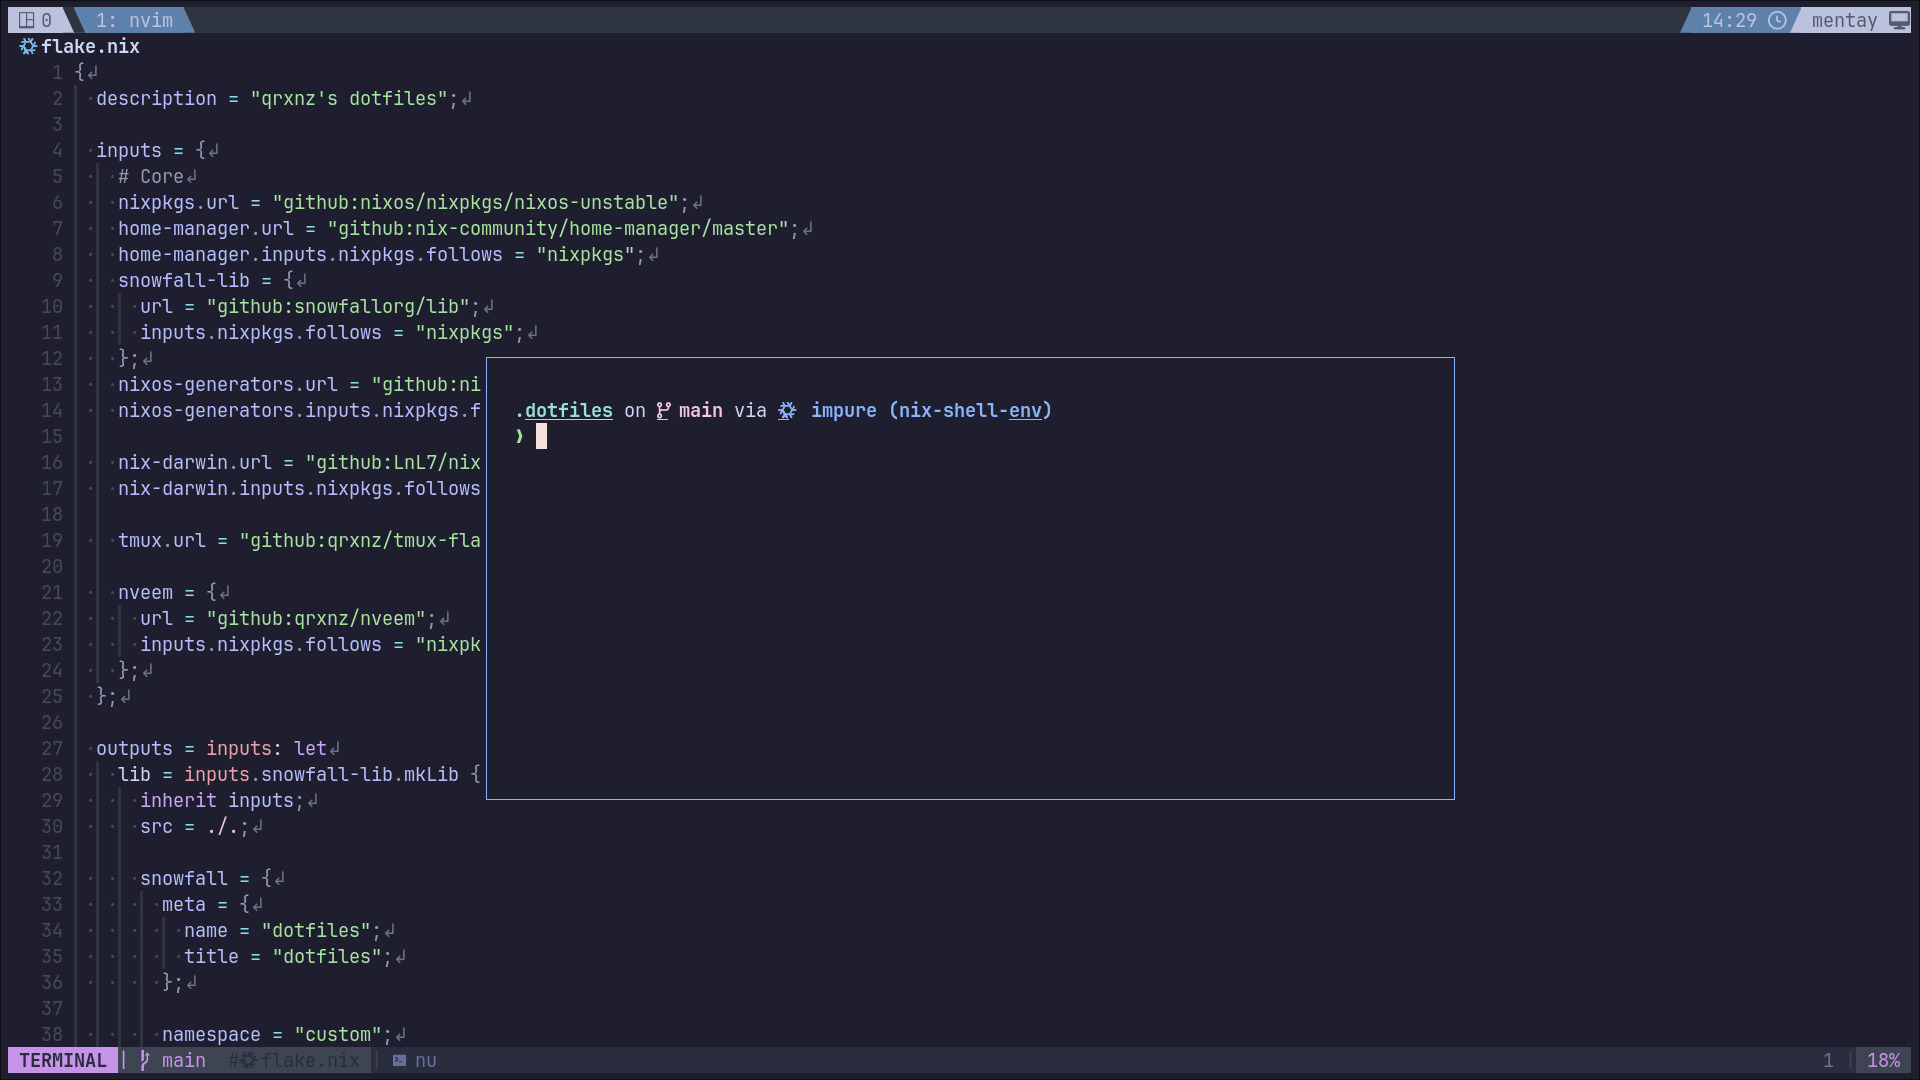 0 1: nvim 14:29 mentay
flake.nix
1 {
2 description = "qrxnz's dotfiles";
3
4 inputs = {
5 # Core
6 nixpkgs.url = "github:nixos/nixpkgs/nixos-unstable";
7 home-manager.url = "github:nix-community/home-manager/master";
8 home-manager.inputs.nixpkgs.follows = "nixpkgs";
9 snowfall-lib = {
10 url = "github:snowfallorg/lib";
11 inputs.nixpkgs.follows = "nixpkgs";
12 };
13 nixos-generators.url = "github:ni
14 nixos-generators.inputs.nixpkgs.f
.dotfiles on main via impure (nix-shell-env)
15
❯
16 nix-darwin.url = "github:LnL7/nix
17 nix-darwin.inputs.nixpkgs.follows
18
19 tmux.url = "github:qrxnz/tmux-fla
20
21 nveem = {
22 url = "github:qrxnz/nveem";
23 inputs.nixpkgs.follows = "nixpk
24 };
25 };
26
27 outputs = inputs: let
28 lib = inputs.snowfall-lib.mkLib {
29 inherit inputs;
30 src = ./.;
31
32 snowfall = {
33 meta = {
34 name = "dotfiles";
35 title = "dotfiles";
36 };
37
38 namespace = "custom";
TERMINAL main # flake.nix nu 1 18%